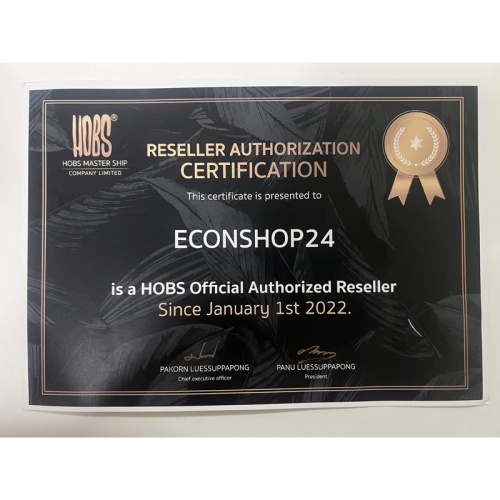 HOBS®
HOBS MASTER SHIP
COMPANY LIMITED
RESELLER AUTHORIZATION
CERTIFICATION
This certificate is presented to
ECONSHOP24
is a HOBS Official Authorized Reseller
Since January 1st 2022.
PAKORN LUESSUPPAPONG
Chief executive officer
PANU LUESSUPPAPONG
President